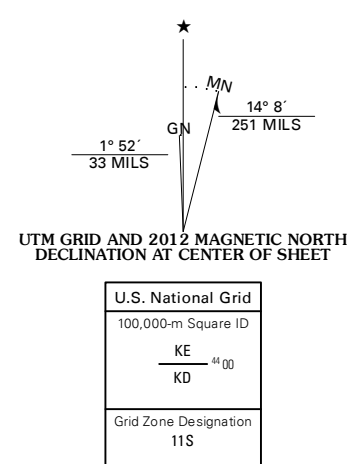 MN
GN
14° 8´
251 MILS
1° 52´
33 MILS
UTM GRID AND 2012 MAGNETIC NORTH
DECLINATION AT CENTER OF SHEET
U.S. National Grid
100,000-m Square ID
KE
44 00
KD
Grid Zone Designation
11S